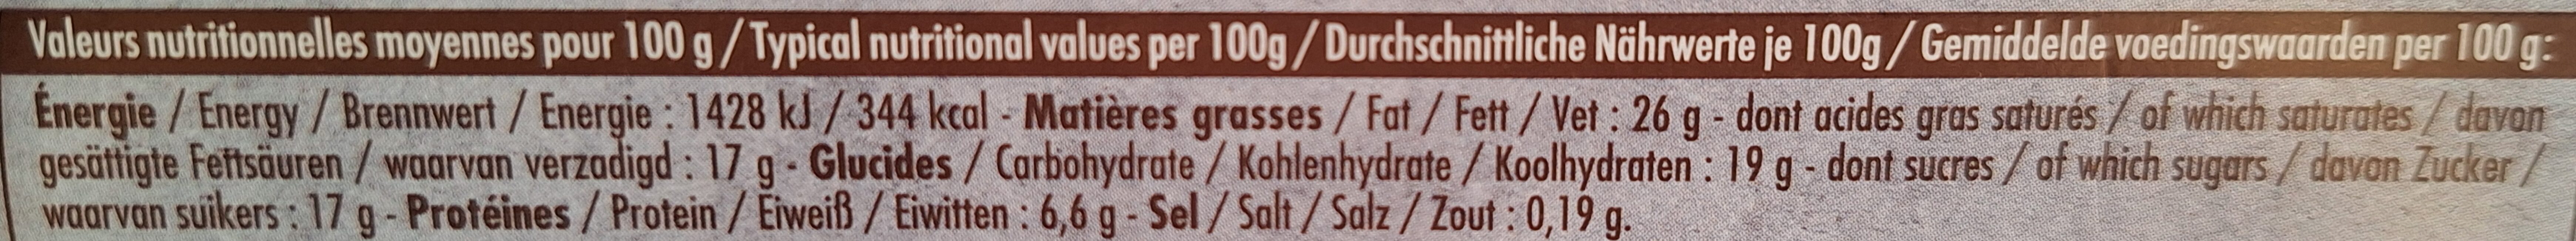 Valeurs nutritionnelles moyennes pour 100 g / Typical nutritional values per 100g / Durchschnittliche Nährwerte je 100g / Gemiddelde voedingswaarden per 100 g:
Énergie / Energy / Brennwert / Energie : 1428 kJ / 344 kcal - Matières grasses / Fat / Fett / Vet : 26 g - dont acides gras saturés / of which saturates / davon
gesättigte Fettsäuren / waarvan verzadigd : 17 g - Glucides / Carbohydrate / Kohlenhydrate / Koolhydraten : 19 g - dont sucres / of which sugars / davon Zucker /
waarvan suikers : 17 g - Protéines / Protein / Eiweiß / Eiwitten : 6,6 g - Sel / Salt / Salz / Zout : 0,19 g.